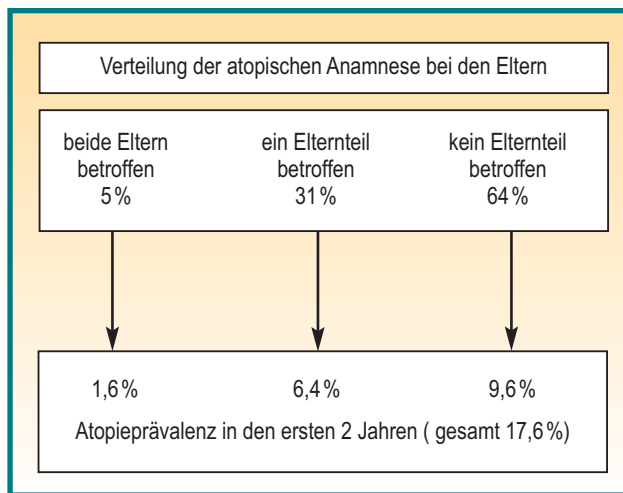 Verteilung der atopischen Anamnese bei den Eltern
beide Eltern betroffen 5%
ein Elternteil betroffen 31%
kein Elternteil betroffen 64%
1,6% 6,4% 9,6%
Atopieprävalenz in den ersten 2 Jahren ( gesamt 17,6%)